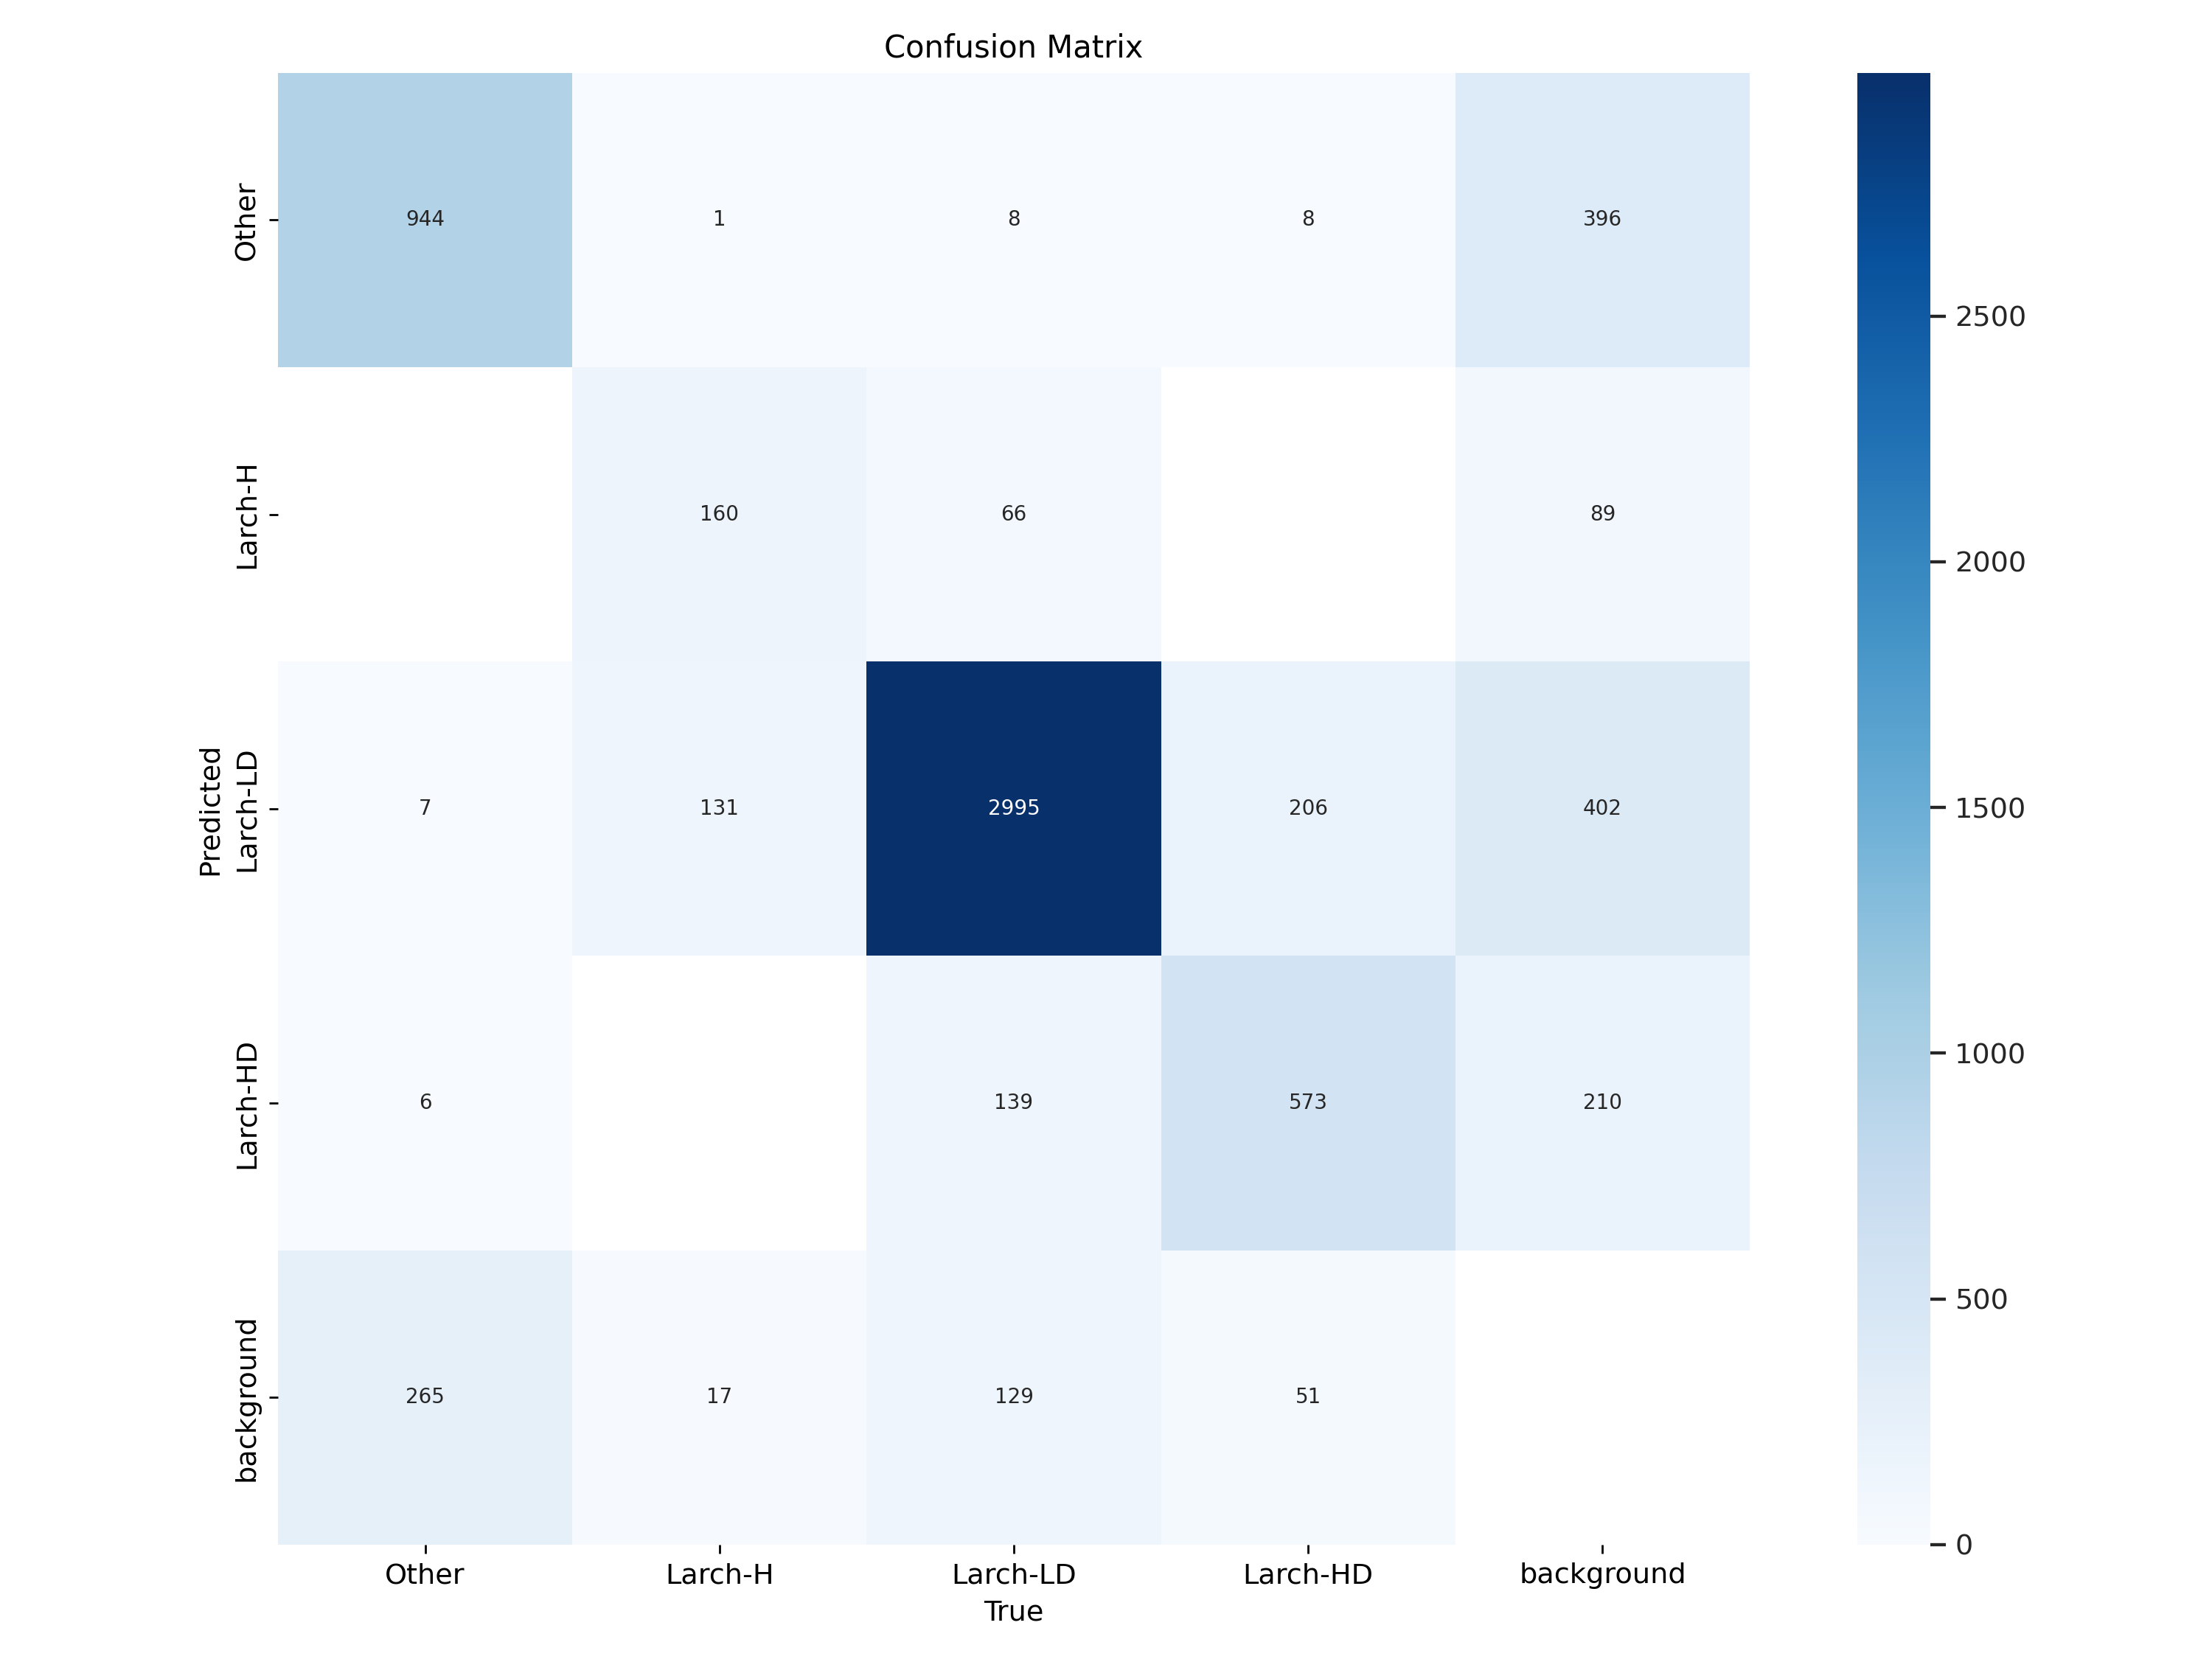 Confusion Matrix
Other
944
1
8
8
396
2500
Larch-H
160
66
89
2000
Predicted
Larch-LD
7
131
2995
206
402
1500
Larch-HD
6
139
573
210
1000
background
265
17
129
51
500
0
Other
Larch-H
Larch-LD
Larch-HD
background
True